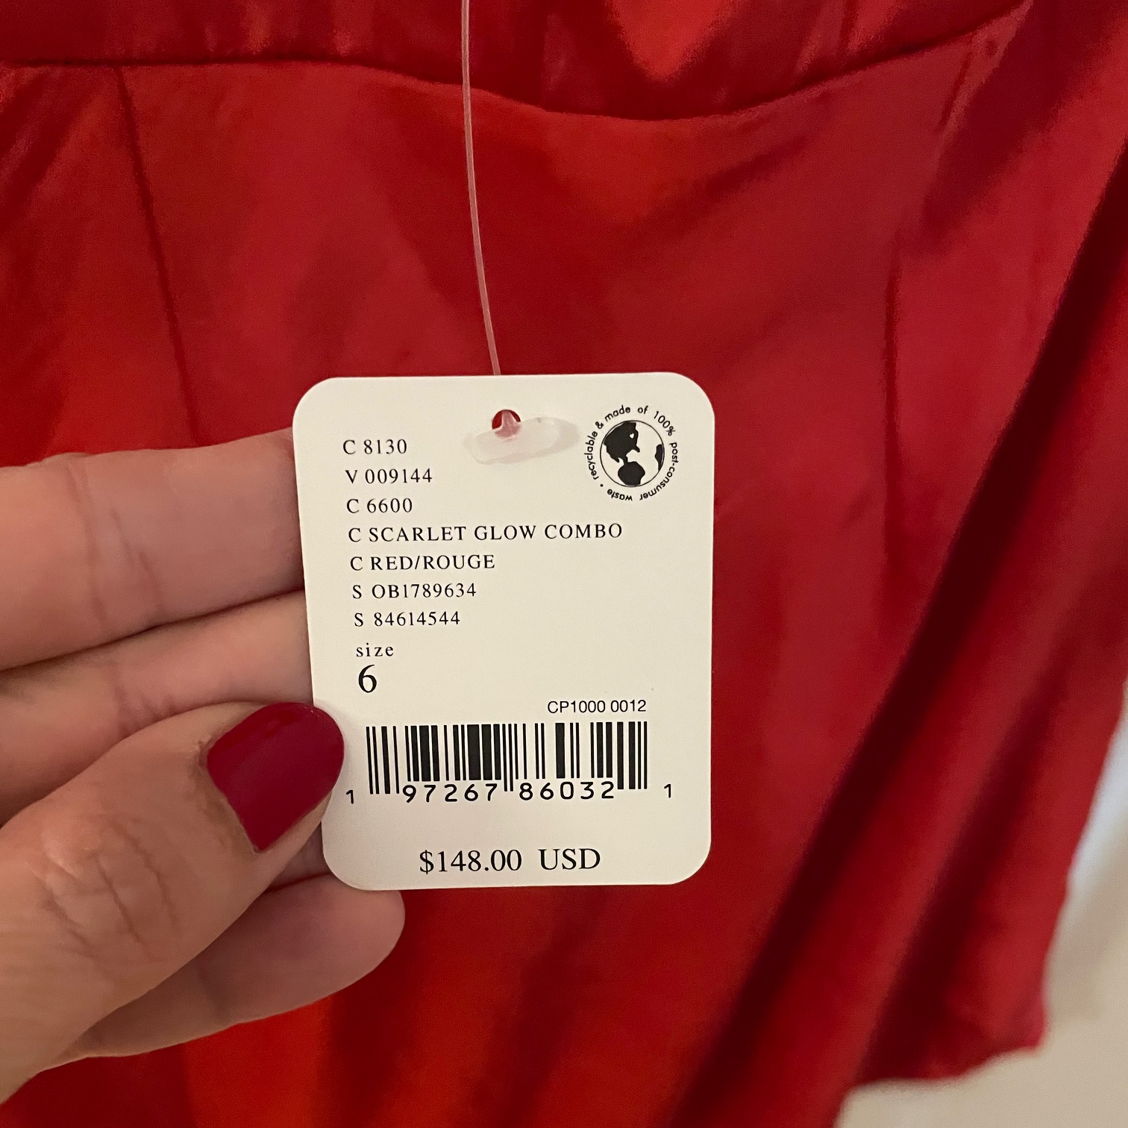 C 8130
V 009144
C 6600
C SCARLET GLOW COMBO
C RED/ROUGE
S OB1789634
S 84614544
size
6
recyclable & made of 100% post-consumer waste •
CP1000 0012
1 97267 86032 1
$148.00 USD